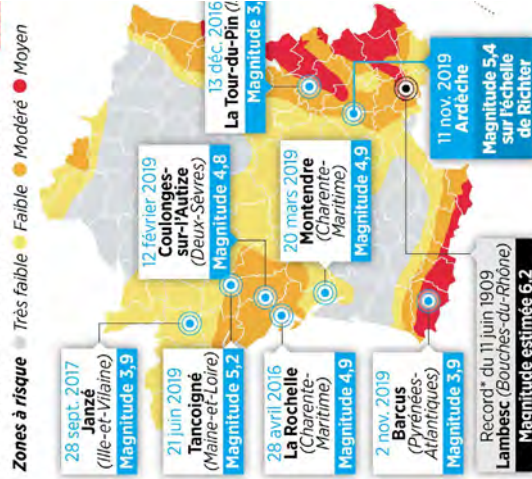 Zones à risque Très faible Faible Modéré Moyen
28 sept. 2017
Janzé
(Ille-et-Vilaine)
Magnitude 3,9
21 juin 2019
Tancoigné
(Maine-et-Loire)
Magnitude 5,2
28 avril 2016
La Rochelle
(Charente-
Maritime)
Magnitude 4,9
2 nov. 2019
Barcus
(Pyrénées-
Atlantiques)
Magnitude 3,9
Record* du 11 juin 1909
Lambesc (Bouches-du-Rhône)
Magnitude estimée 6,2
12 février 2019
Coulonges-
sur-l'Autize
(Deux-Sèvres)
Magnitude 4,8
20 mars 2019
Montendre
(Charente-
Maritime)
Magnitude 4,9
13 déc. 2016
La Tour-du-Pin
Magnitude 3,
11 nov. 2019
Ardèche
Magnitude 5,4
sur l'échelle
de Richter